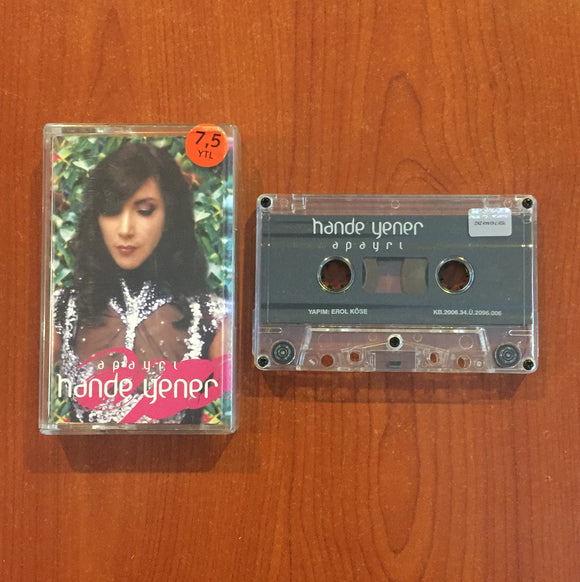 7,5
YTL
apayrı
hande yener
hande yener
apayrı
YAPIM: EROL KÖSE
KB.2006.34.Ü.2096.006